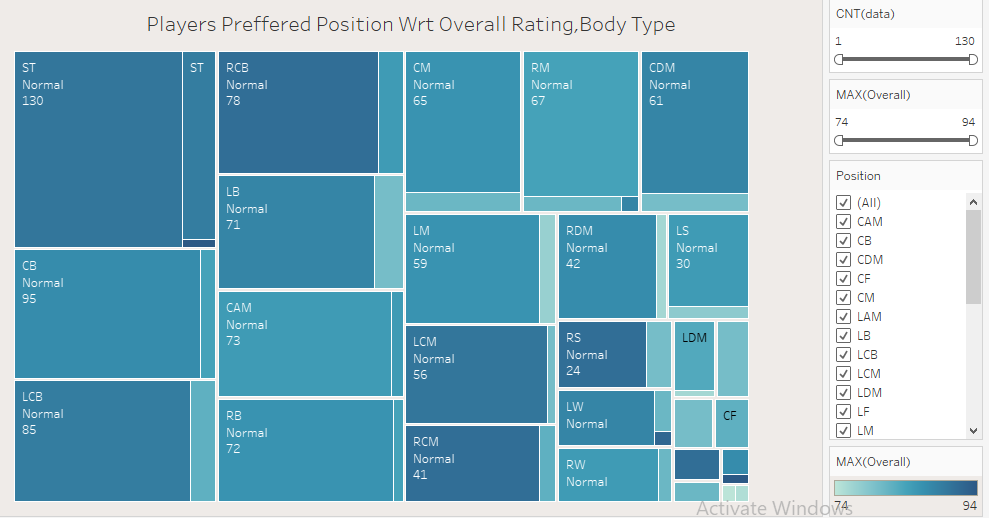 Players Preffered Position Wrt Overall Rating,Body Type
ST
Normal
130
ST
CB
Normal
95
LCB
Normal
85
RCB
Normal
78
LB
Normal
71
CAM
Normal
73
RB
Normal
72
CM
Normal
65
RM
Normal
67
CDM
Normal
61
LM
Normal
59
LCM
Normal
56
RCM
Normal
41
RDM
Normal
42
LS
Normal
30
RS
Normal
24
LDM
LW
Normal
CF
RW
Normal
CNT(data)
1 130
MAX(Overall)
74 94
Position
(All)
CAM
CB
CDM
CF
CM
LAM
LB
LCB
LCM
LDM
LF
LM
MAX(Overall)
74 94
Activate Windows